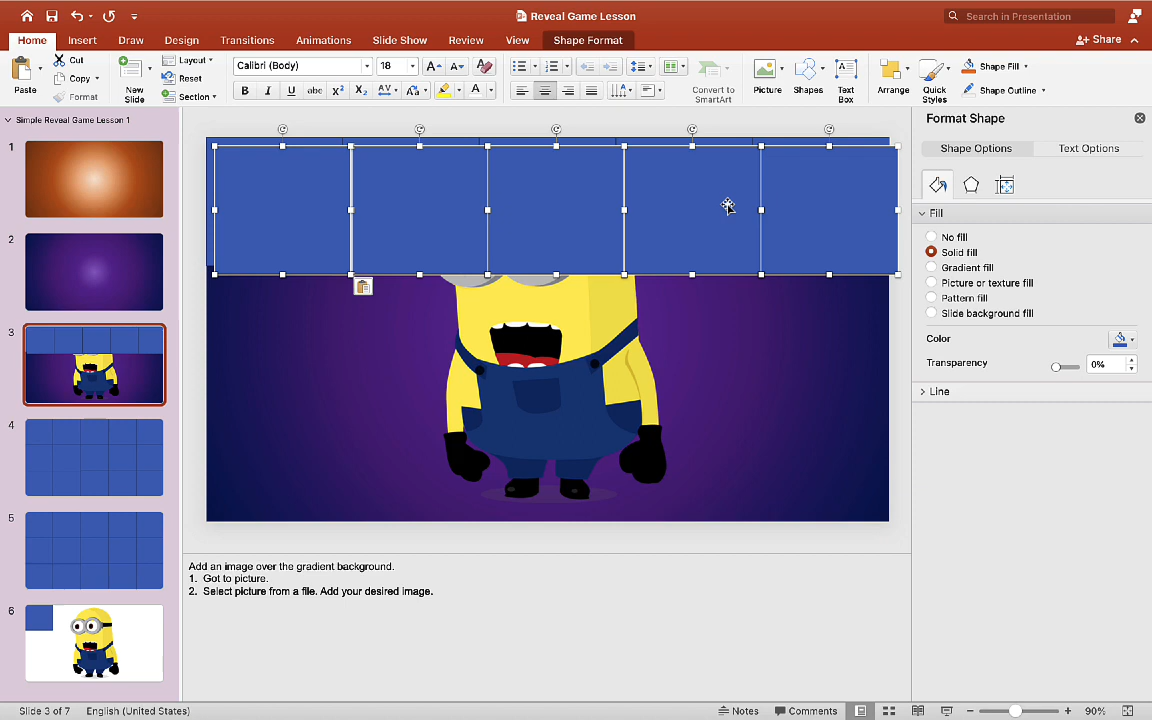 Reveal Game Lesson
Search in Presentation
Home Insert Draw Design Transitions Animations Slide Show Review View Shape Format
Share
Paste
Cut
Copy
Format
New Slide
Layout
Reset
Section
Calibri (Body) 18
Convert to SmartArt
Picture
Shapes
Text Box
Arrange
Quick Styles
Shape Fill
Shape Outline
Simple Reveal Game Lesson 1
1
2
3
4
5
6
Add an image over the gradient background.
1. Got to picture.
2. Select picture from a file. Add your desired image.
Format Shape
Shape Options Text Options
Fill
No fill
Solid fill
Gradient fill
Picture or texture fill
Pattern fill
Slide background fill
Color
Transparency 0%
Line
Slide 3 of 7 English (United States) Notes Comments 90%